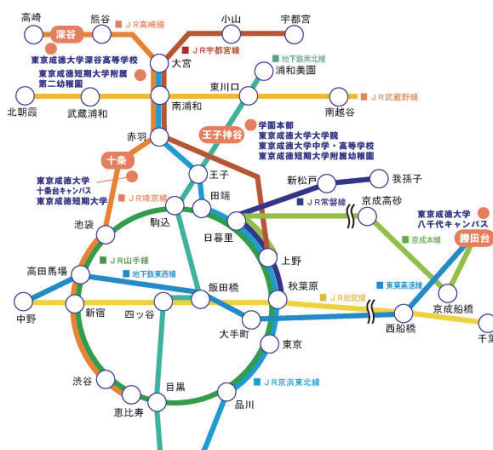 高崎
熊谷
深谷
■ＪＲ高崎線
小山
宇都宮
■ＪＲ宇都宮線
東京成徳大学深谷高等学校
東京成徳短期大学附属
第二幼稚園
大宮
■地下鉄南北線
浦和美園
東川口
北朝霞
武蔵浦和
南浦和
南越谷
■ＪＲ武蔵野線
赤羽
王子神谷
学園本部
東京成徳大学大学院
東京成徳大学中学・高等学校
東京成徳短期大学附属幼稚園
十条
東京成徳大学
十条台キャンパス
東京成徳短期大学
王子
■ＪＲ埼京線
田端
新松戸
我孫子
■ＪＲ常磐線
京成高砂
東京成徳大学
八千代キャンパス
勝田台
駒込
日暮里
池袋
■京成本線
■ＪＲ山手線
上野
高田馬場
■地下鉄東西線
飯田橋
秋葉原
■東葉高速線
■ＪＲ総武線
京成船橋
中野
新宿
四ッ谷
大手町
西船橋
千葉
東京
渋谷
目黒
恵比寿
品川
■ＪＲ京浜東北線